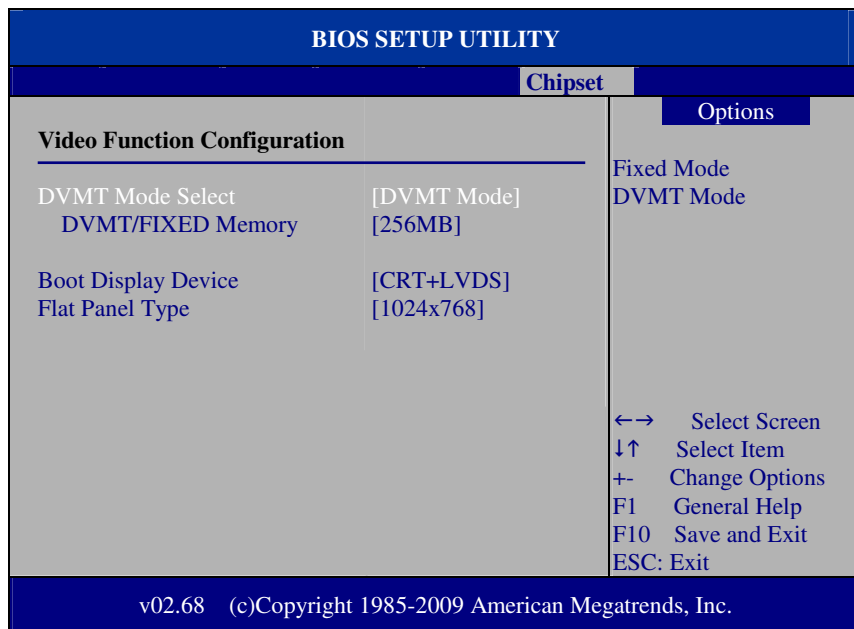 BIOS SETUP UTILITY
Chipset
Video Function Configuration
DVMT Mode Select [DVMT Mode]
DVMT/FIXED Memory [256MB]
Boot Display Device [CRT+LVDS]
Flat Panel Type [1024x768]
Options
Fixed Mode
DVMT Mode
←→ Select Screen
↓↑ Select Item
+- Change Options
F1 General Help
F10 Save and Exit
ESC: Exit
v02.68 (c)Copyright 1985-2009 American Megatrends, Inc.